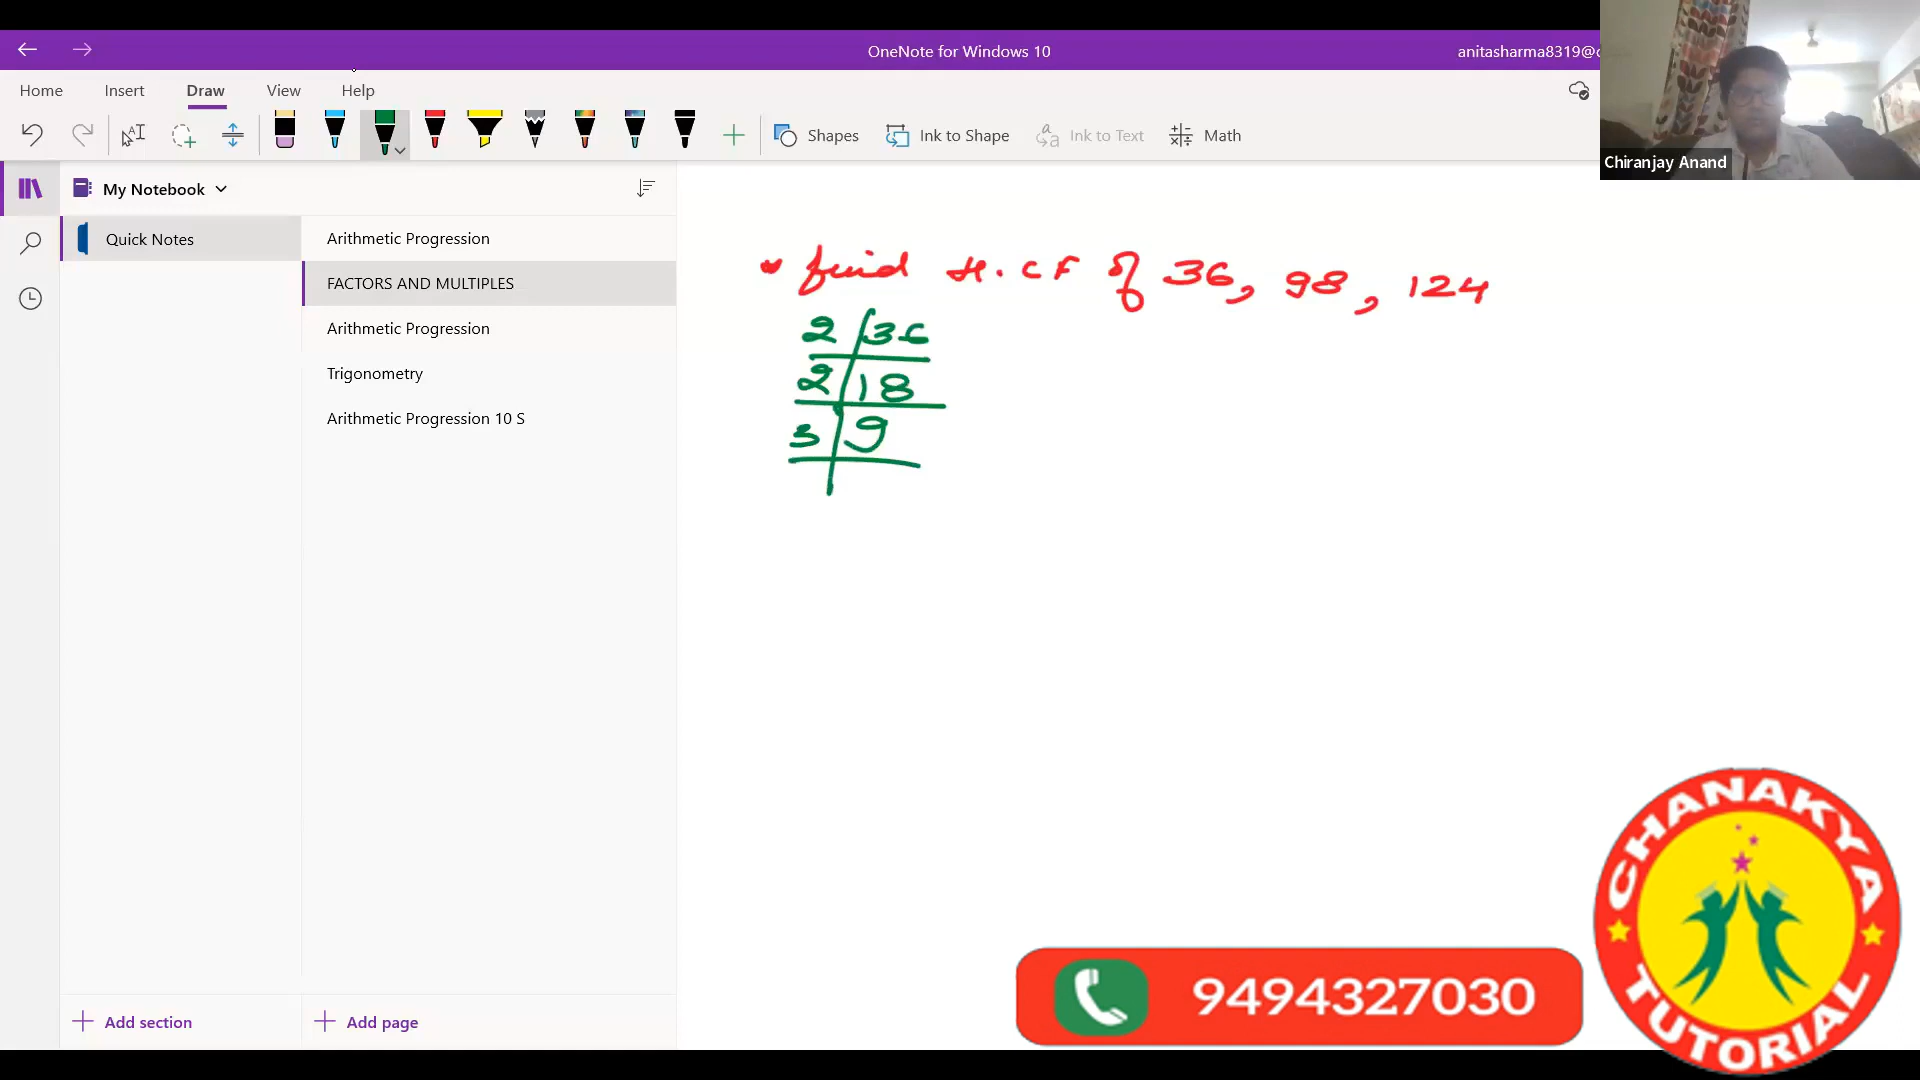 OneNote for Windows 10
anitasharma8319@
Home Insert Draw View Help
Shapes Ink to Shape Ink to Text Math
Chiranjay Anand
My Notebook
Quick Notes
Arithmetic Progression
FACTORS AND MULTIPLES
Arithmetic Progression
Trigonometry
Arithmetic Progression 10 S
find H.CF of 36, 98, 124
2 36
2 18
3 9
CHANAKYA
TUTORIAL
9494327030
Add section
Add page